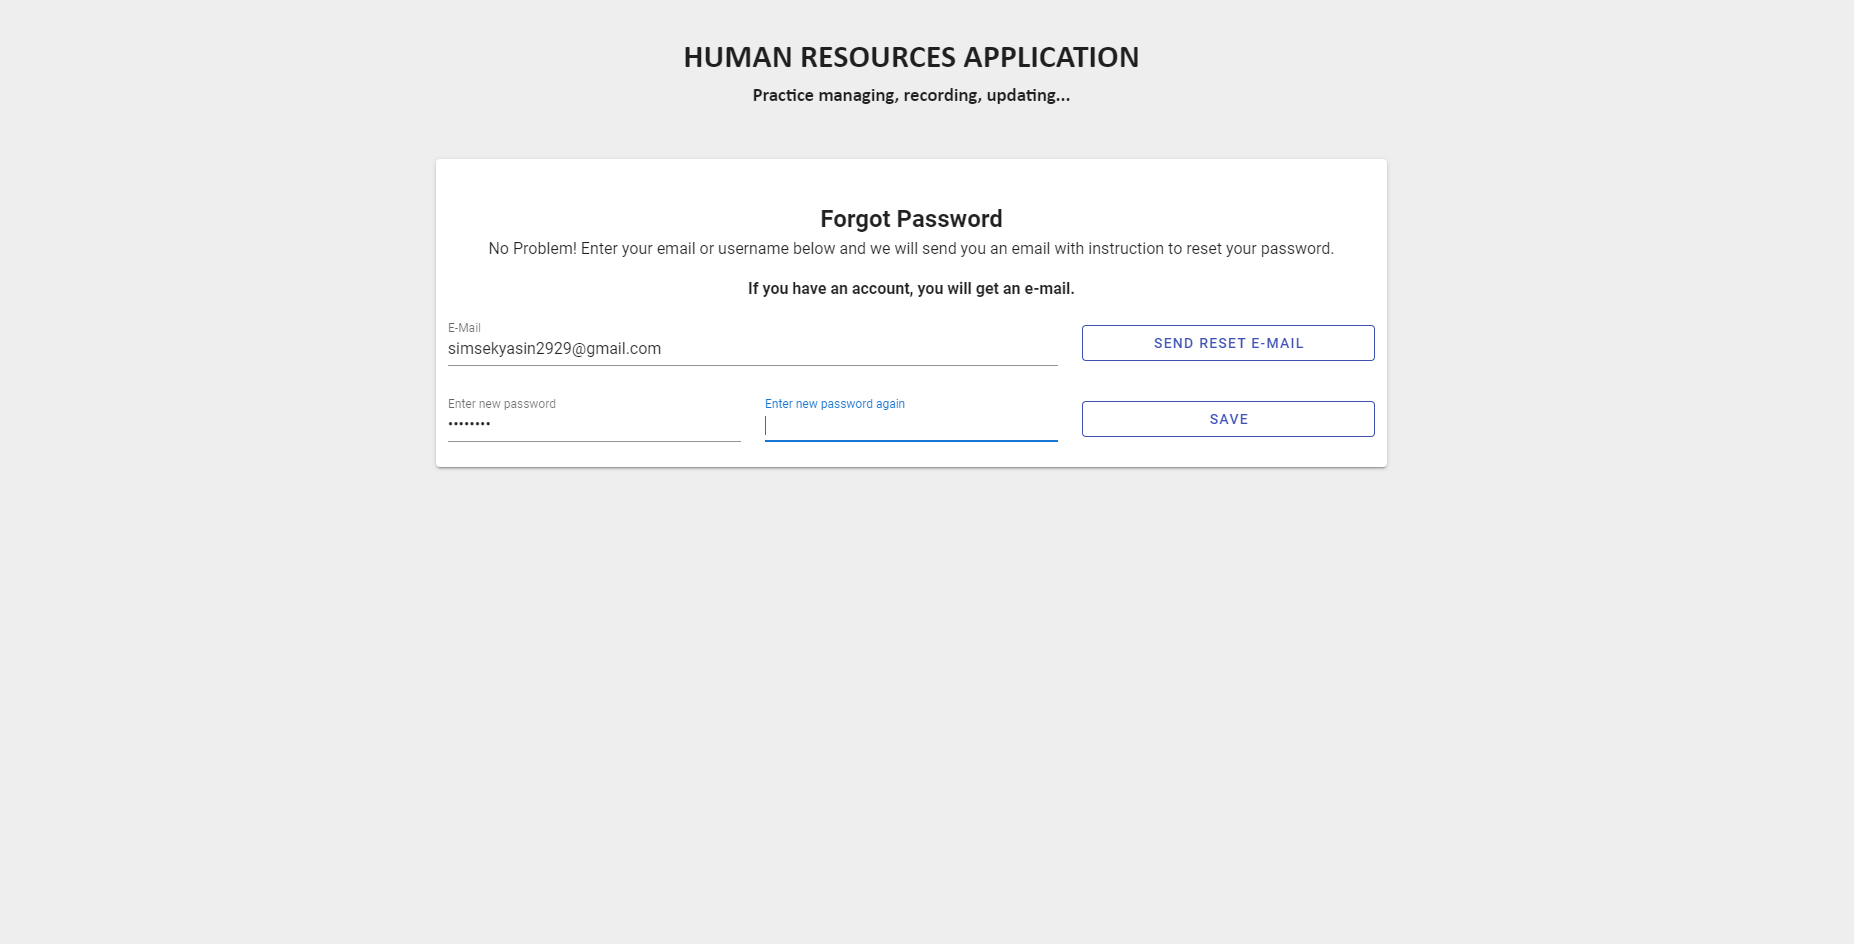 HUMAN RESOURCES APPLICATION
Practice managing, recording, updating...
Forgot Password
No Problem! Enter your email or username below and we will send you an email with instruction to reset your password.
If you have an account, you will get an e-mail.
E-Mail
simsekyasin2929@gmail.com
SEND RESET E-MAIL
Enter new password
••••••••
Enter new password again
SAVE